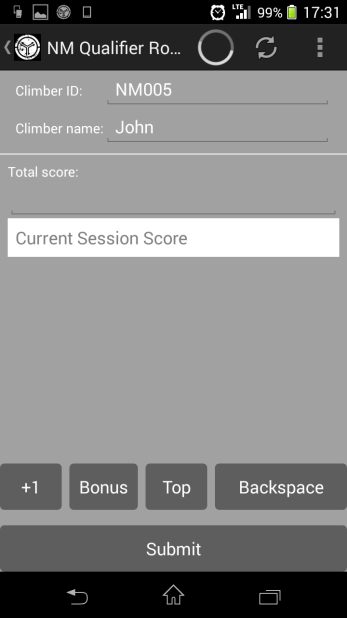 LTE 99% 17:31
NM Qualifier Ro...
Climber ID: NM005
Climber name: John
Total score:
Current Session Score
+1 Bonus Top Backspace
Submit